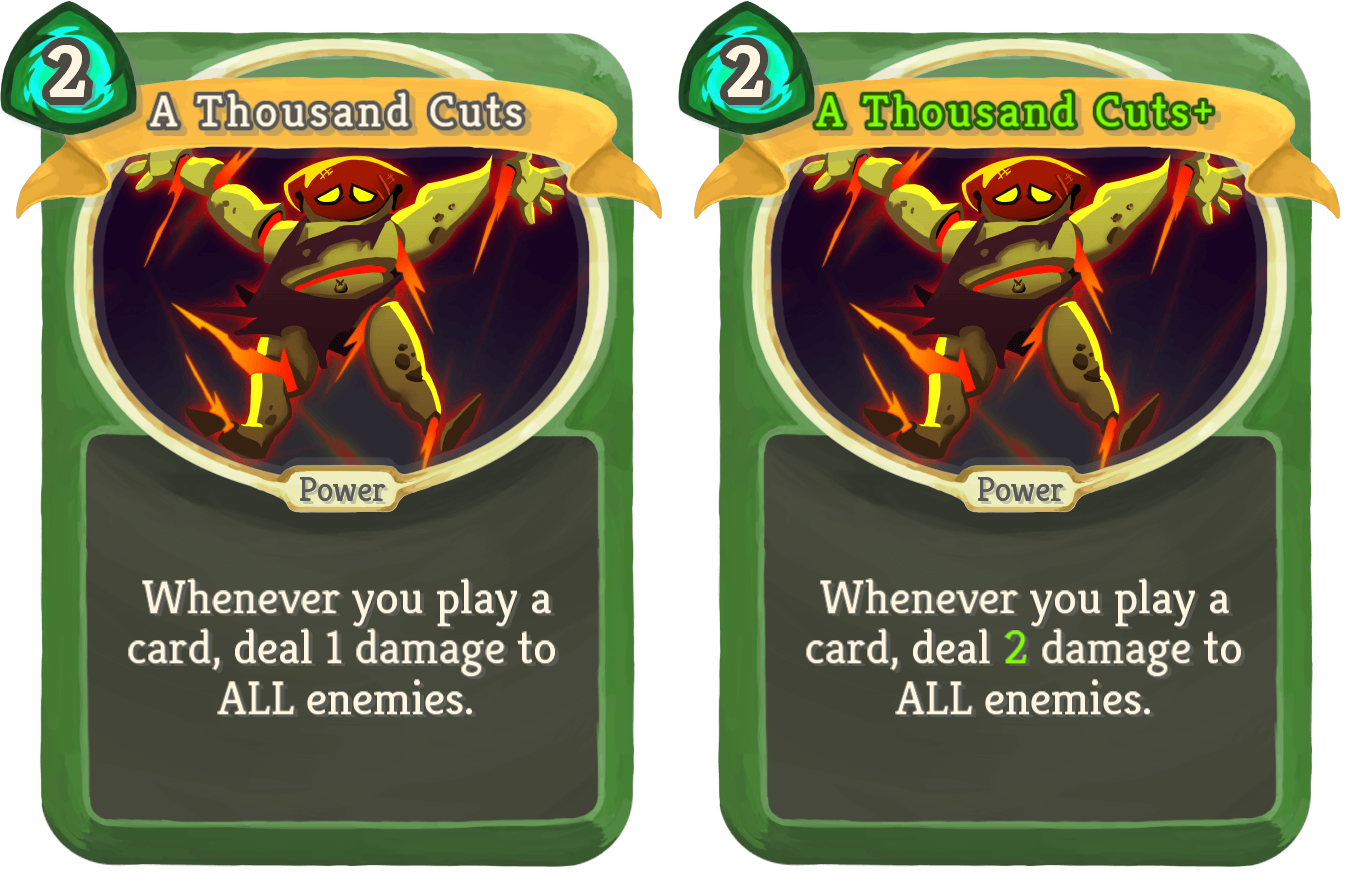 2
A Thousand Cuts
Power
Whenever you play a
card, deal 1 damage to
ALL enemies.
2
A Thousand Cuts+
Power
Whenever you play a
card, deal 2 damage to
ALL enemies.